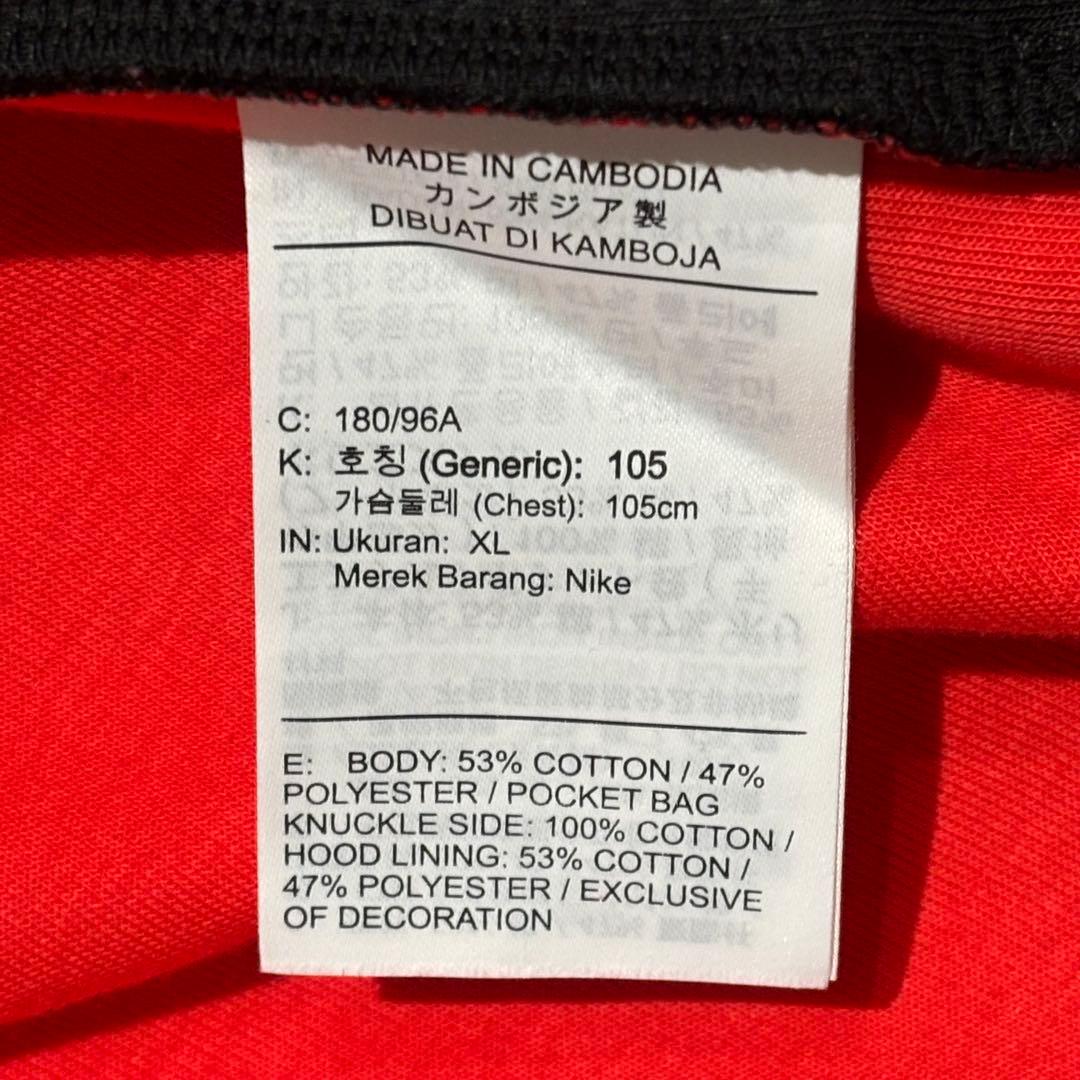 MADE IN CAMBODIA
カンボジア製
DIBUAT DI KAMBOJA
C: 180/96A
K: 호칭 (Generic): 105
가슴둘레 (Chest): 105cm
IN: Ukuran: XL
Merek Barang: Nike
E: BODY: 53% COTTON / 47%
POLYESTER / POCKET BAG
KNUCKLE SIDE: 100% COTTON /
HOOD LINING: 53% COTTON /
47% POLYESTER / EXCLUSIVE
OF DECORATION